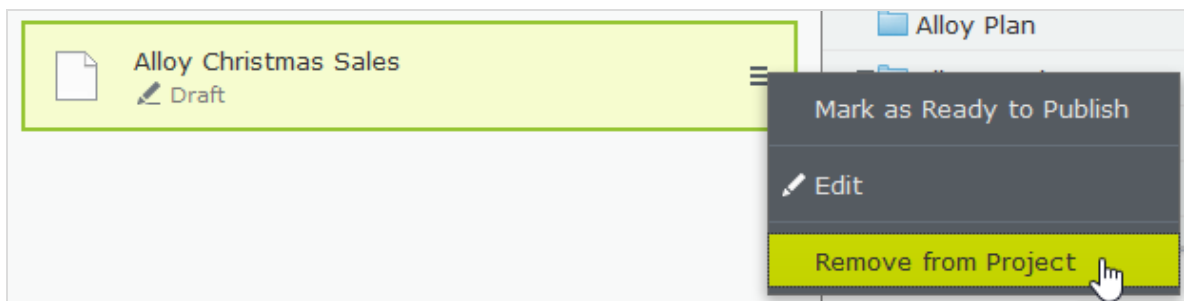 Alloy Christmas Sales
Draft
Alloy Plan
Mark as Ready to Publish
Edit
Remove from Project